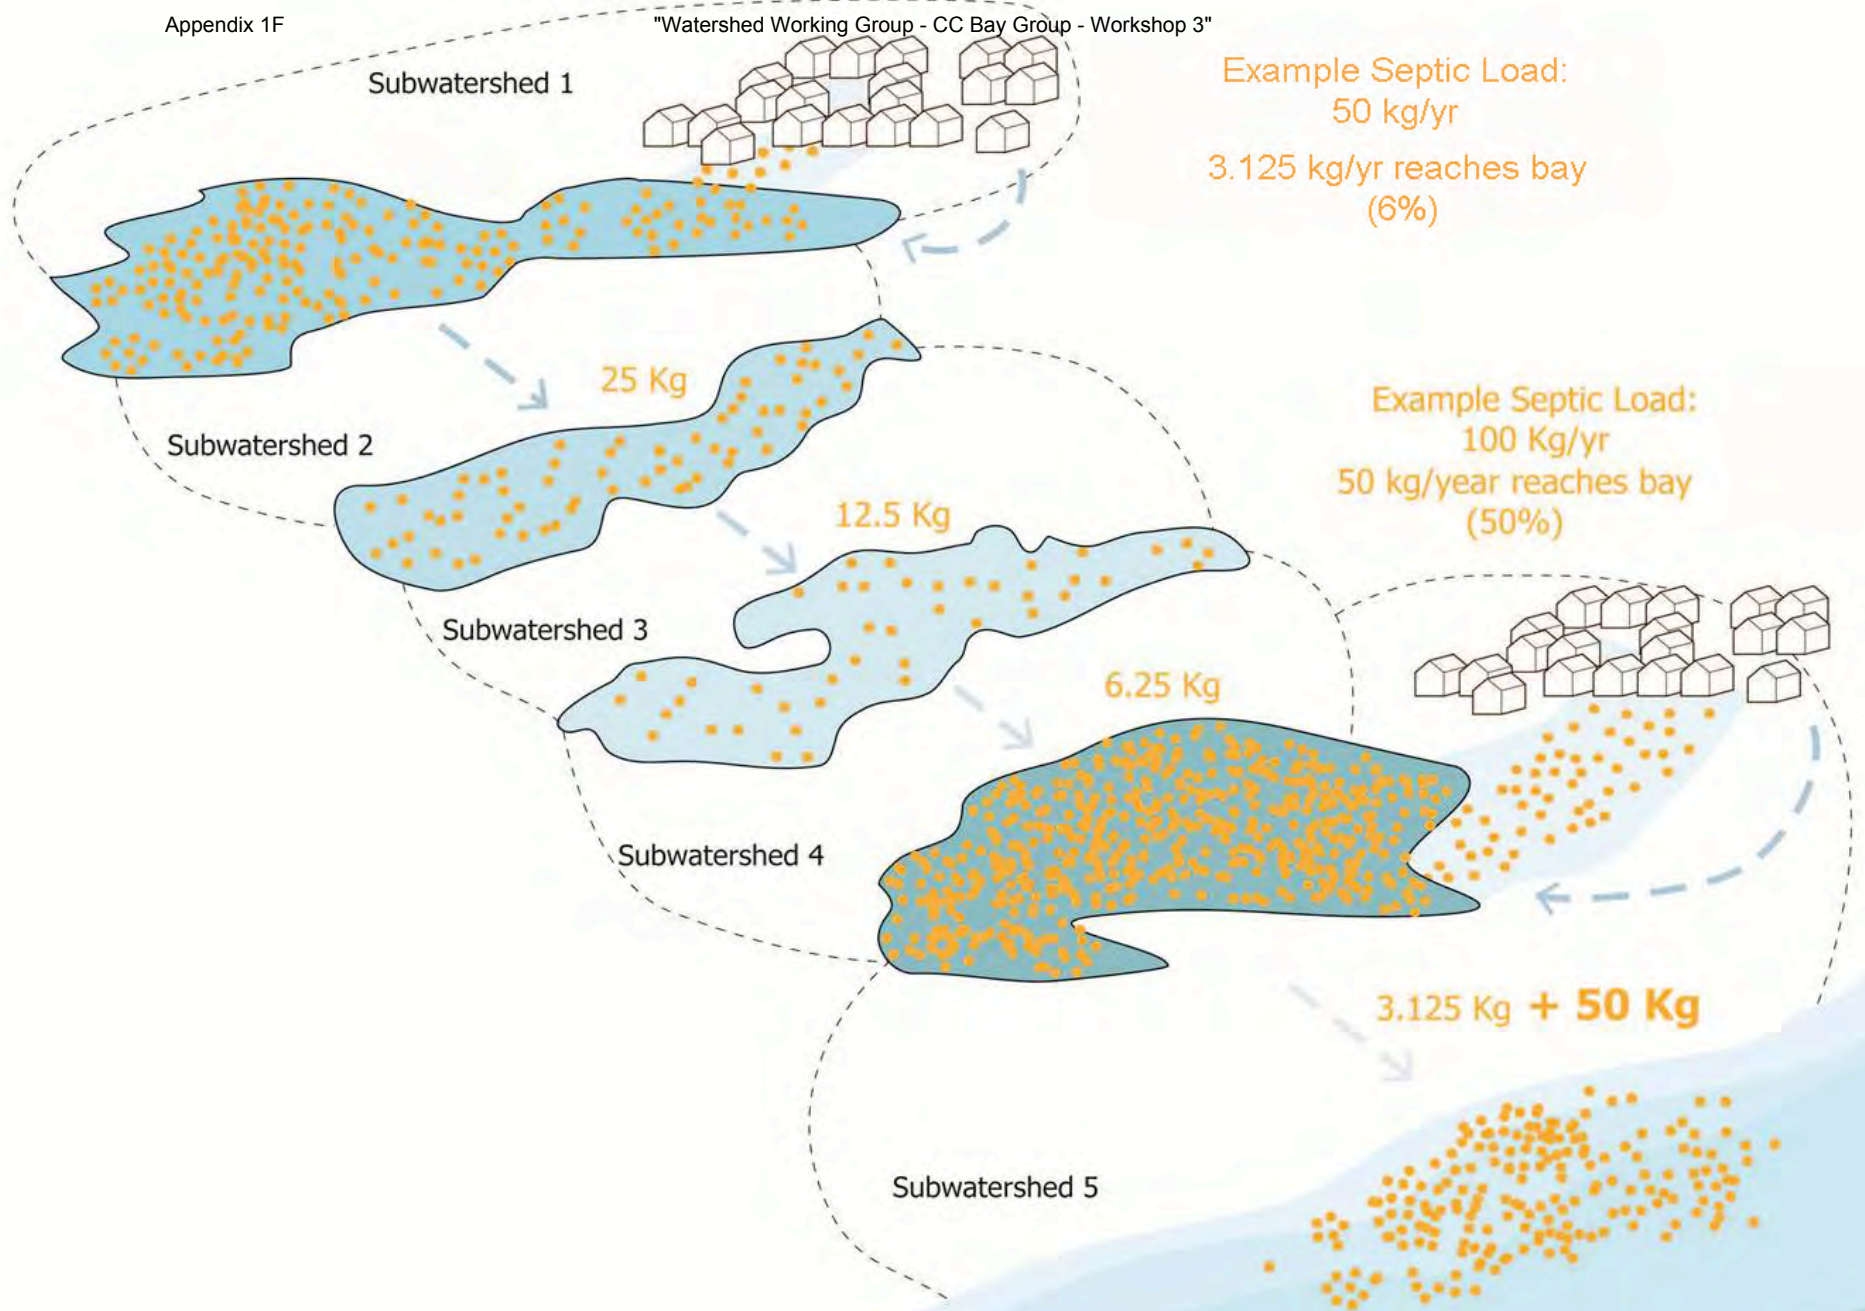 Appendix 1F
"Watershed Working Group - CC Bay Group - Workshop 3"
Subwatershed 1
Example Septic Load:
50 kg/yr
3.125 kg/yr reaches bay
(6%)
25 Kg
Subwatershed 2
Example Septic Load:
100 Kg/yr
50 kg/year reaches bay
(50%)
12.5 Kg
Subwatershed 3
6.25 Kg
Subwatershed 4
3.125 Kg + 50 Kg
Subwatershed 5